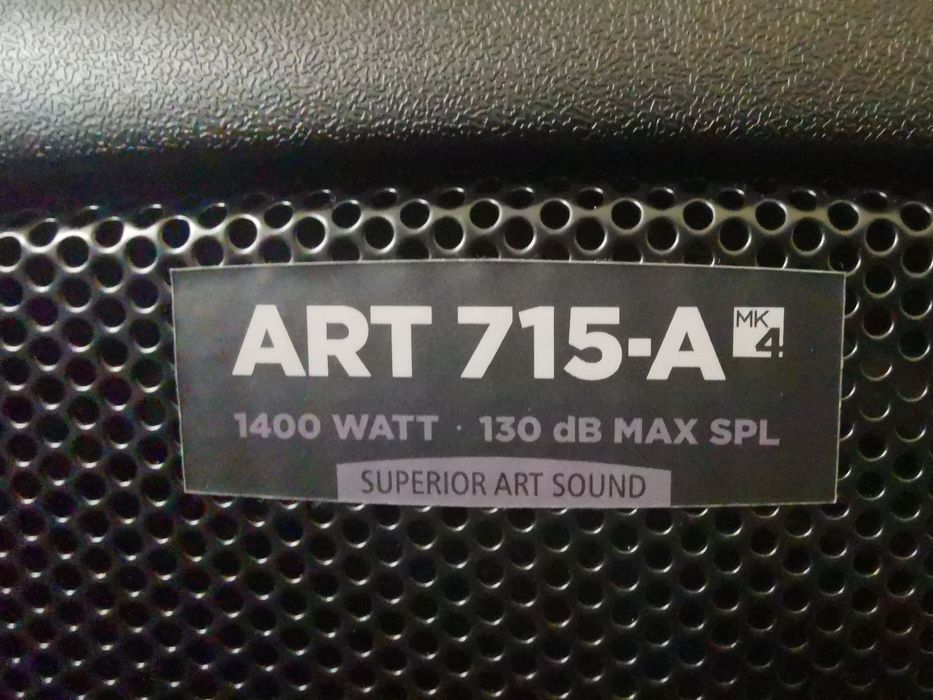 ART 715-A MK 4
1400 WATT · 130 dB MAX SPL
SUPERIOR ART SOUND